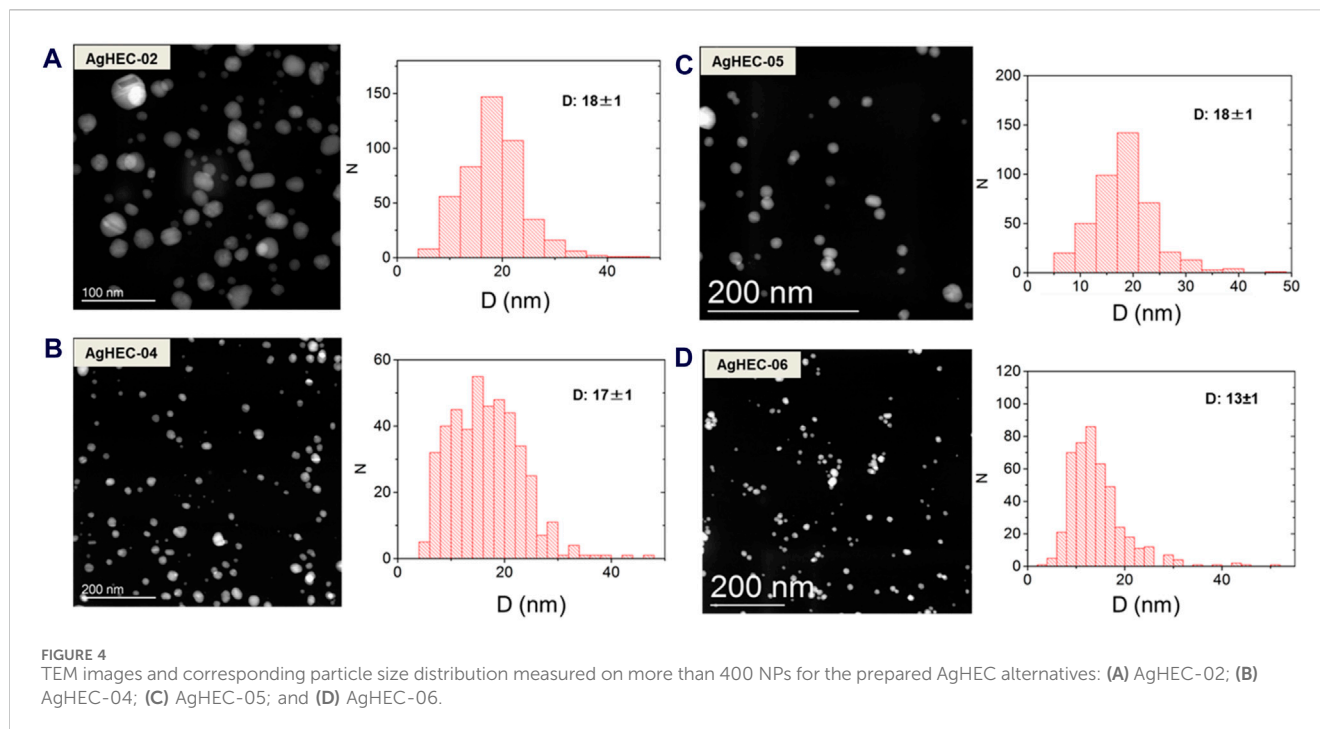 A
AgHEC-02
100 nm
N
150
100
50
0
0
20
40
D: 18±1
D (nm)
C
AgHEC-05
200 nm
N
200
150
100
50
0
0
10
20
30
40
50
D: 18±1
D (nm)
B
AgHEC-04
200 nm
N
60
40
20
0
0
20
40
D: 17±1
D (nm)
D
AgHEC-06
200 nm
N
120
100
80
60
40
20
0
0
20
40
D: 13±1
D (nm)
FIGURE 4
TEM images and corresponding particle size distribution measured on more than 400 NPs for the prepared AgHEC alternatives: (A) AgHEC-02; (B)
AgHEC-04; (C) AgHEC-05; and (D) AgHEC-06.